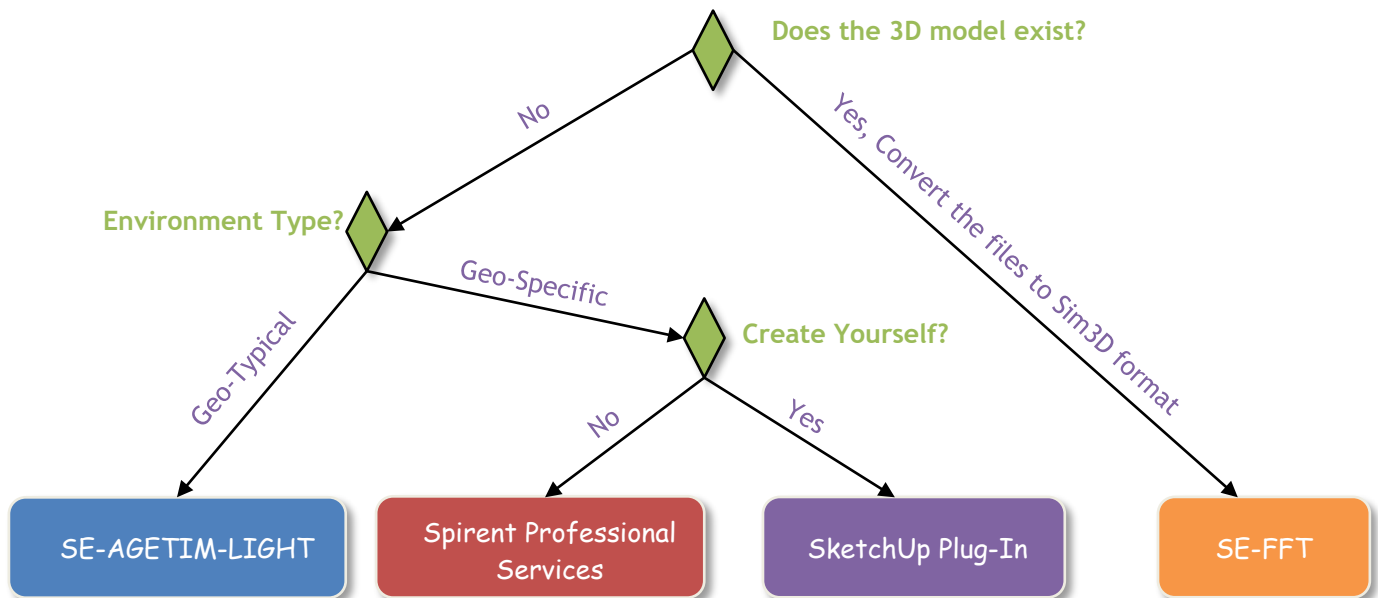 Does the 3D model exist?
No
Yes, Convert the files to Sim3D format
Environment Type?
Geo-Specific
Geo-Typical
Create Yourself?
No
Yes
SE-AGETIM-LIGHT
Spirent Professional
Services
SketchUp Plug-In
SE-FFT